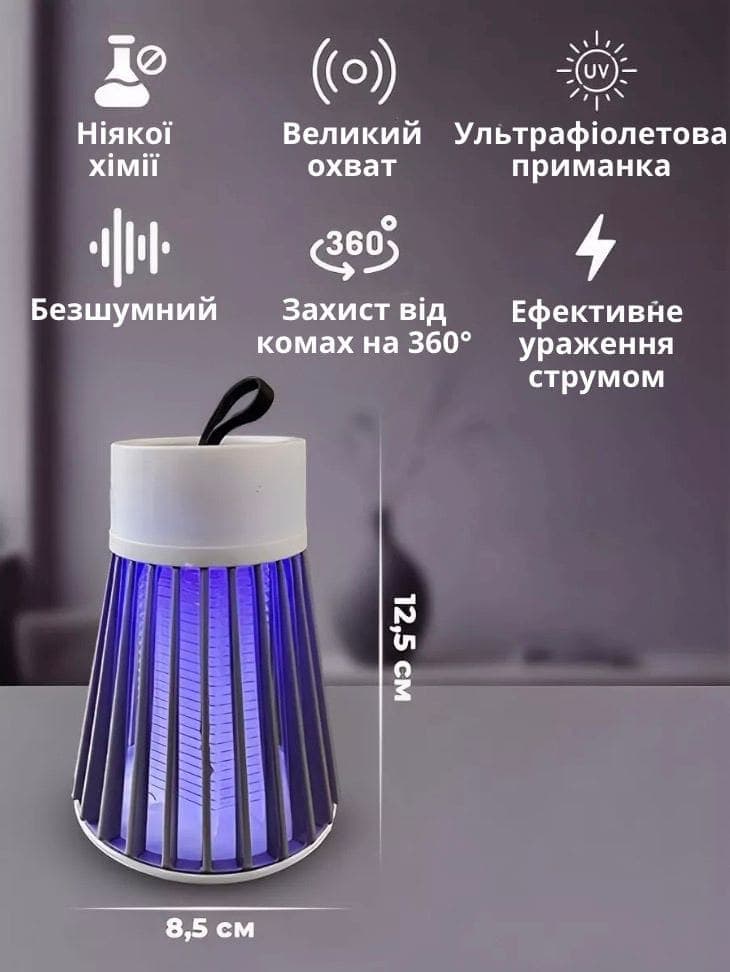 UV
Ніякої
хімії
Великий
охват
Ультрафіолетова
приманка
360°
Безшумний
Захист від
комах на 360°
Ефективне
ураження
струмом
12,5 см
8,5 см